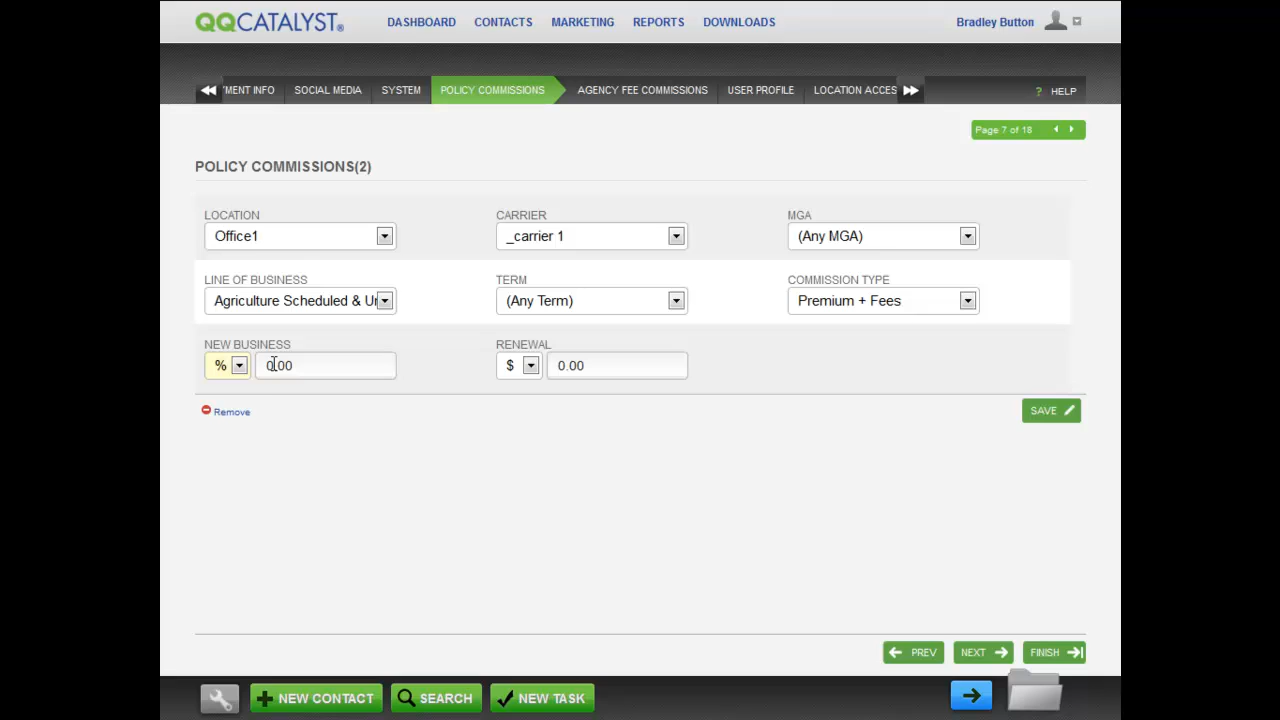 QQCATALYST® DASHBOARD CONTACTS MARKETING REPORTS DOWNLOADS Bradley Button
MENT INFO SOCIAL MEDIA SYSTEM POLICY COMMISSIONS AGENCY FEE COMMISSIONS USER PROFILE LOCATION ACCES ? HELP
Page 7 of 18
POLICY COMMISSIONS(2)
LOCATION CARRIER MGA
Office1 _carrier 1 (Any MGA)
LINE OF BUSINESS TERM COMMISSION TYPE
Agriculture Scheduled & Ur (Any Term) Premium + Fees
NEW BUSINESS RENEWAL
% 0.00 $ 0.00
Remove SAVE
PREV NEXT FINISH
NEW CONTACT SEARCH NEW TASK